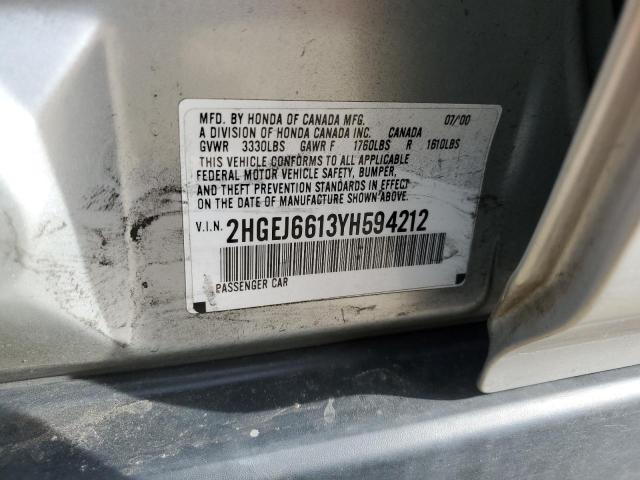 MFD. BY HONDA OF CANADA MFG. 07/00
A DIVISION OF HONDA CANADA INC. CANADA
GVWR 3330LBS GAWR F 1760LBS R 1610LBS
THIS VEHICLE CONFORMS TO ALL APPLICABLE
FEDERAL MOTOR VEHICLE SAFETY, BUMPER,
AND THEFT PREVENTION STANDARDS IN EFFECT
ON THE DATE OF MANUFACTURE SHOWN ABOVE.
V.I.N. 2HGEJ6613YH594212
PASSENGER CAR